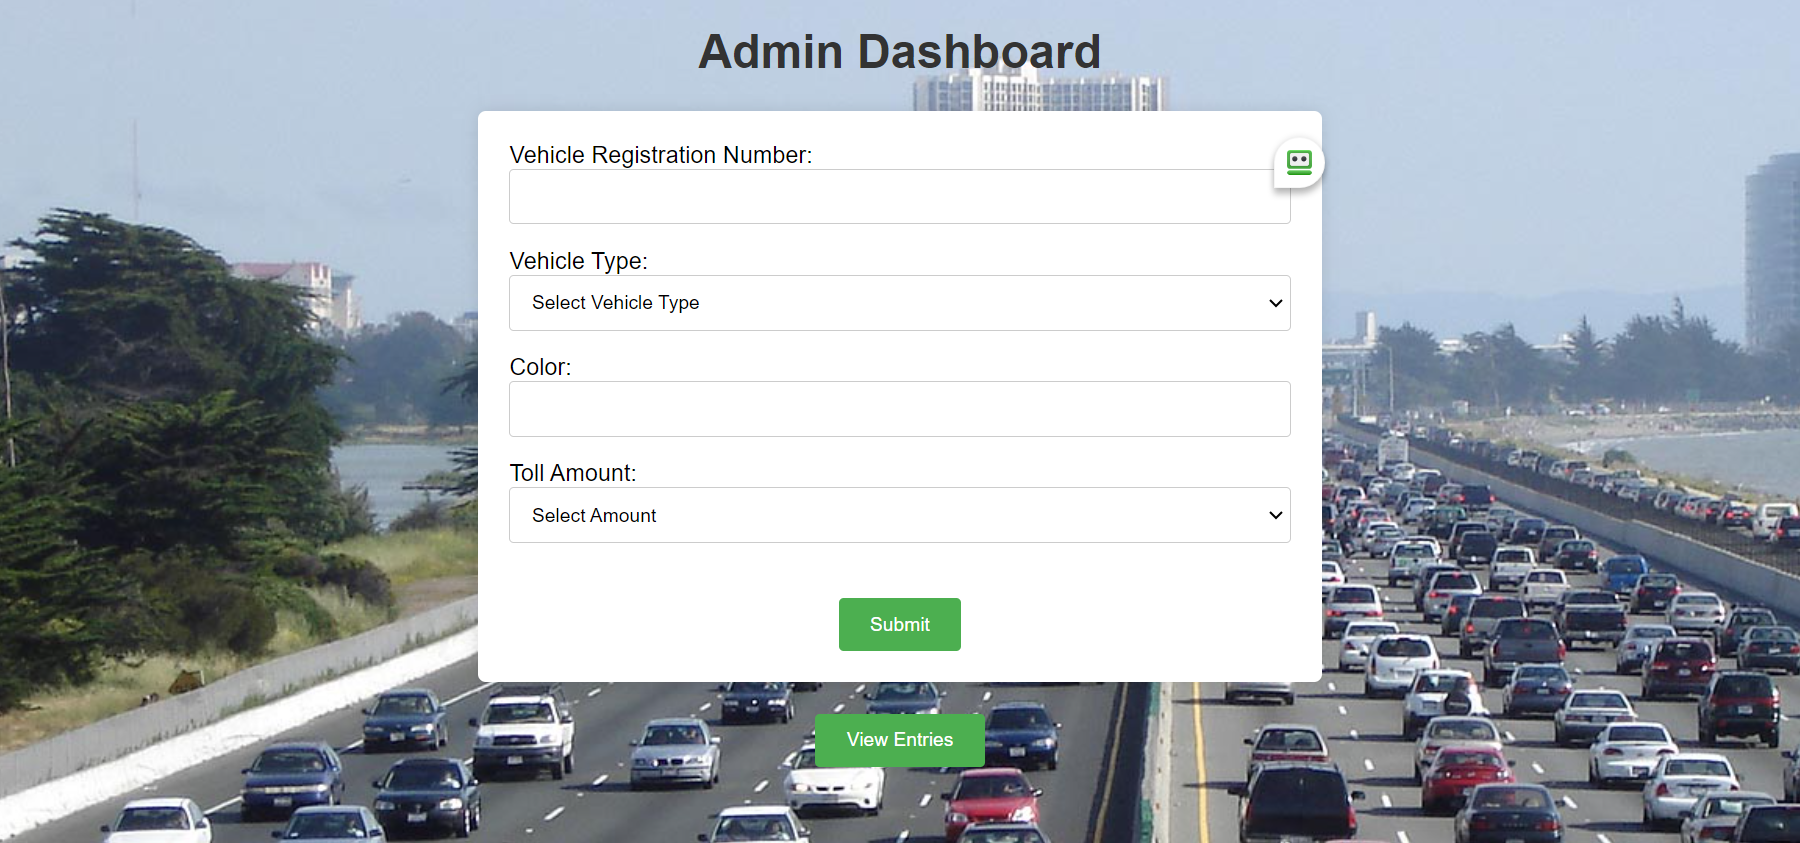 Admin Dashboard
Vehicle Registration Number:
Vehicle Type:
Select Vehicle Type
Color:
Toll Amount:
Select Amount
Submit
View Entries